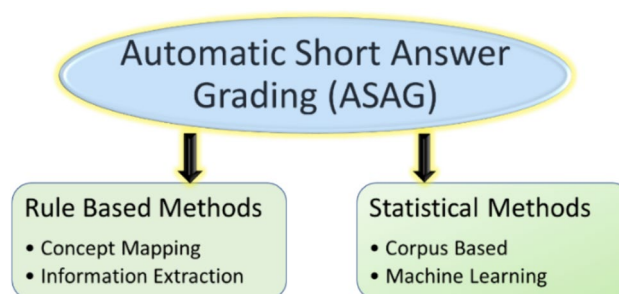 Automatic Short Answer
Grading (ASAG)
Rule Based Methods
• Concept Mapping
• Information Extraction
Statistical Methods
• Corpus Based
• Machine Learning